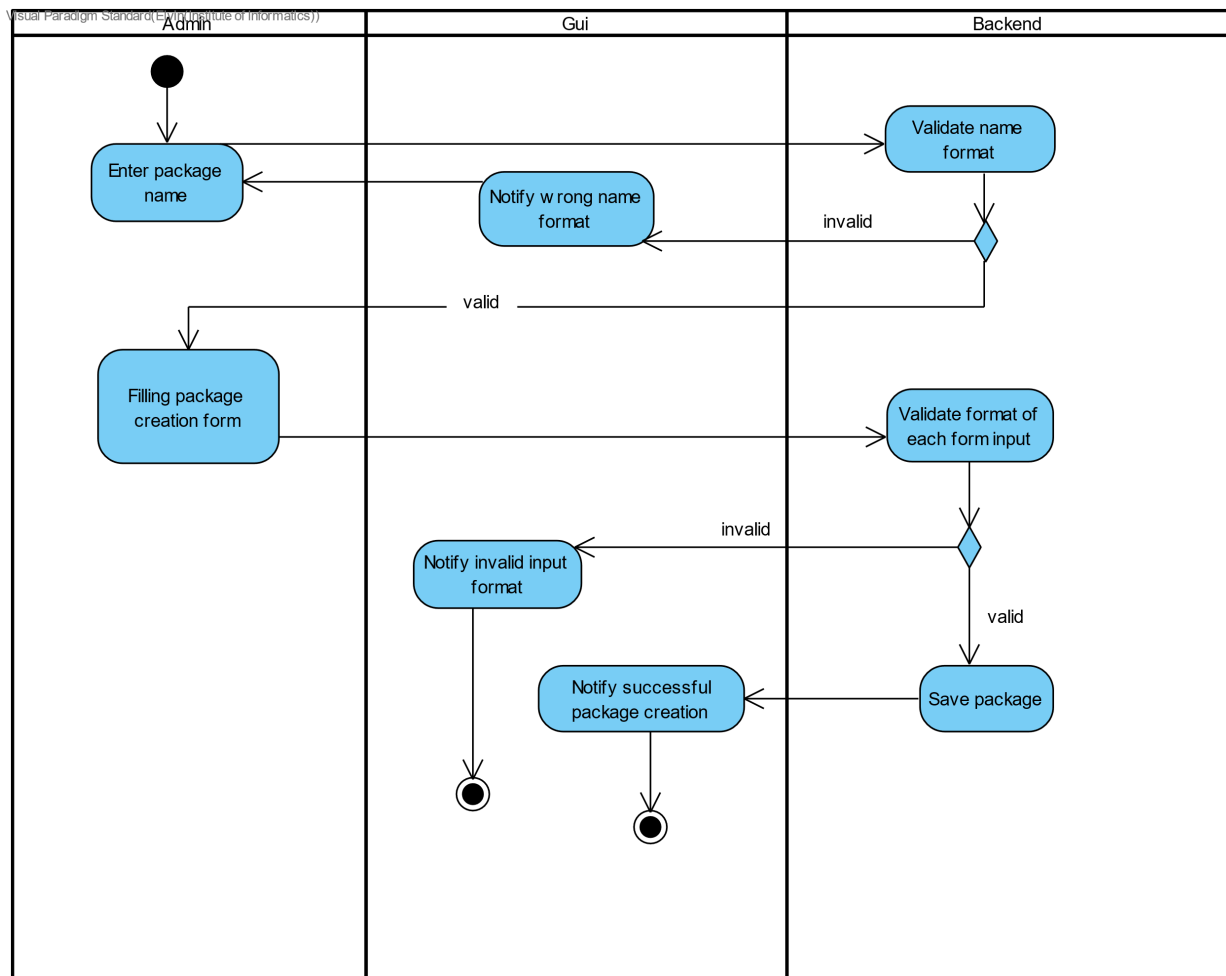 Visual Paradigm Standard(Elvin(Institute of Informatics))
Admin
Gui
Backend
Enter package
name
Notify wrong name
format
Validate name
format
invalid
valid
Filling package
creation form
Validate format of
each form input
invalid
Notify invalid input
format
valid
Notify successful
package creation
Save package